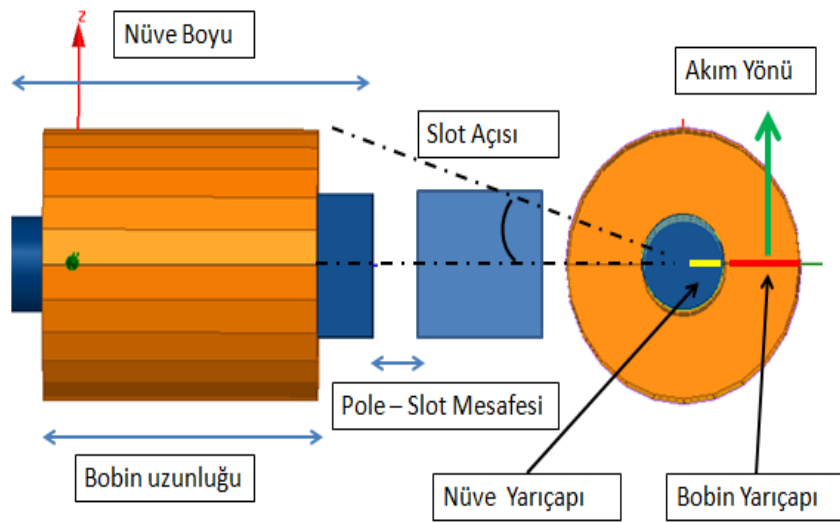 z
Nüve Boyu
Akım Yönü
Slot Açısı
Pole – Slot Mesafesi
Bobin uzunluğu
Nüve Yarıçapı
Bobin Yarıçapı